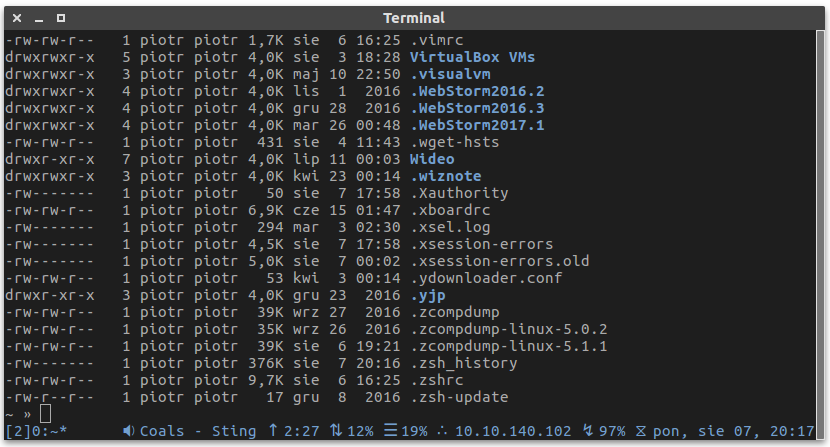 Terminal
-rw-rw-r-- 1 piotr piotr 1,7K sie 6 16:25 .vimrc
drwxrwxr-x 5 piotr piotr 4,0K sie 3 18:28 VirtualBox VMs
drwxrwxr-x 3 piotr piotr 4,0K maj 10 22:50 .visualvm
drwxrwxr-x 4 piotr piotr 4,0K lis 1 2016 .WebStorm2016.2
drwxrwxr-x 4 piotr piotr 4,0K gru 28 2016 .WebStorm2016.3
drwxrwxr-x 4 piotr piotr 4,0K mar 26 00:48 .WebStorm2017.1
-rw-rw-r-- 1 piotr piotr 431 sie 4 11:43 .wget-hsts
drwxr-xr-x 7 piotr piotr 4,0K lip 11 00:03 Wideo
drwxrwxr-x 3 piotr piotr 4,0K kwi 23 00:14 .wiznote
-rw------- 1 piotr piotr 50 sie 7 17:58 .Xauthority
-rw-rw-r-- 1 piotr piotr 6,9K cze 15 01:47 .xboardrc
-rw------- 1 piotr piotr 294 mar 3 02:30 .xsel.log
-rw------- 1 piotr piotr 4,5K sie 7 17:58 .xsession-errors
-rw------- 1 piotr piotr 5,0K sie 7 00:02 .xsession-errors.old
-rw-rw-r-- 1 piotr piotr 53 kwi 3 00:14 .ydownloader.conf
drwxr-xr-x 3 piotr piotr 4,0K gru 23 2016 .yjp
-rw-rw-r-- 1 piotr piotr 39K wrz 27 2016 .zcompdump
-rw-rw-r-- 1 piotr piotr 35K wrz 26 2016 .zcompdump-linux-5.0.2
-rw-rw-r-- 1 piotr piotr 39K sie 6 19:21 .zcompdump-linux-5.1.1
-rw------- 1 piotr piotr 376K sie 7 20:16 .zsh_history
-rw-rw-r-- 1 piotr piotr 9,7K sie 6 16:25 .zshrc
-rw-r--r-- 1 piotr piotr 17 gru 8 2016 .zsh-update
~ »
[2]0:~* Coals - Sting ↑ 2:27 ⇅ 12% ☰ 19% ∴ 10.10.140.102 ↯ 97% ⧖ pon, sie 07, 20:17